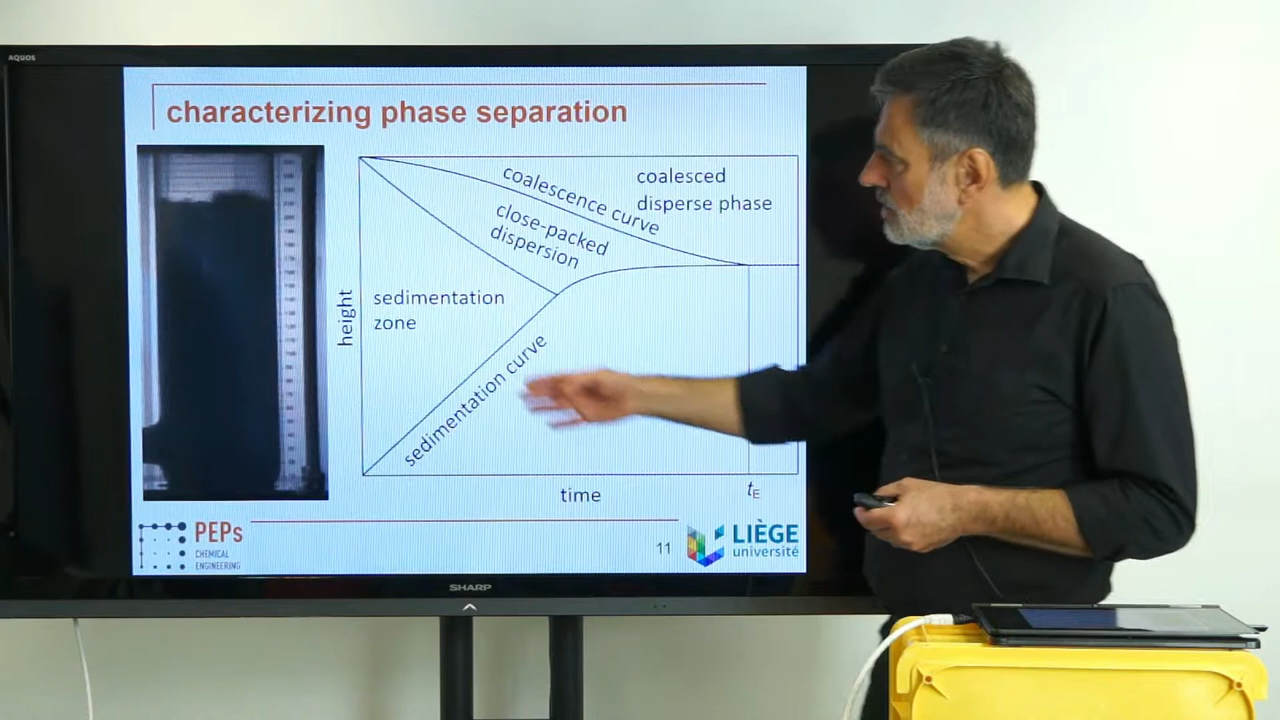 AQUOS
characterizing phase separation
coalescence curve
coalesced
disperse phase
close-packed
dispersion
sedimentation
zone
height
sedimentation curve
time
tE
PEPs
CHEMICAL
ENGINEERING
11
LIÈGE
université
SHARP